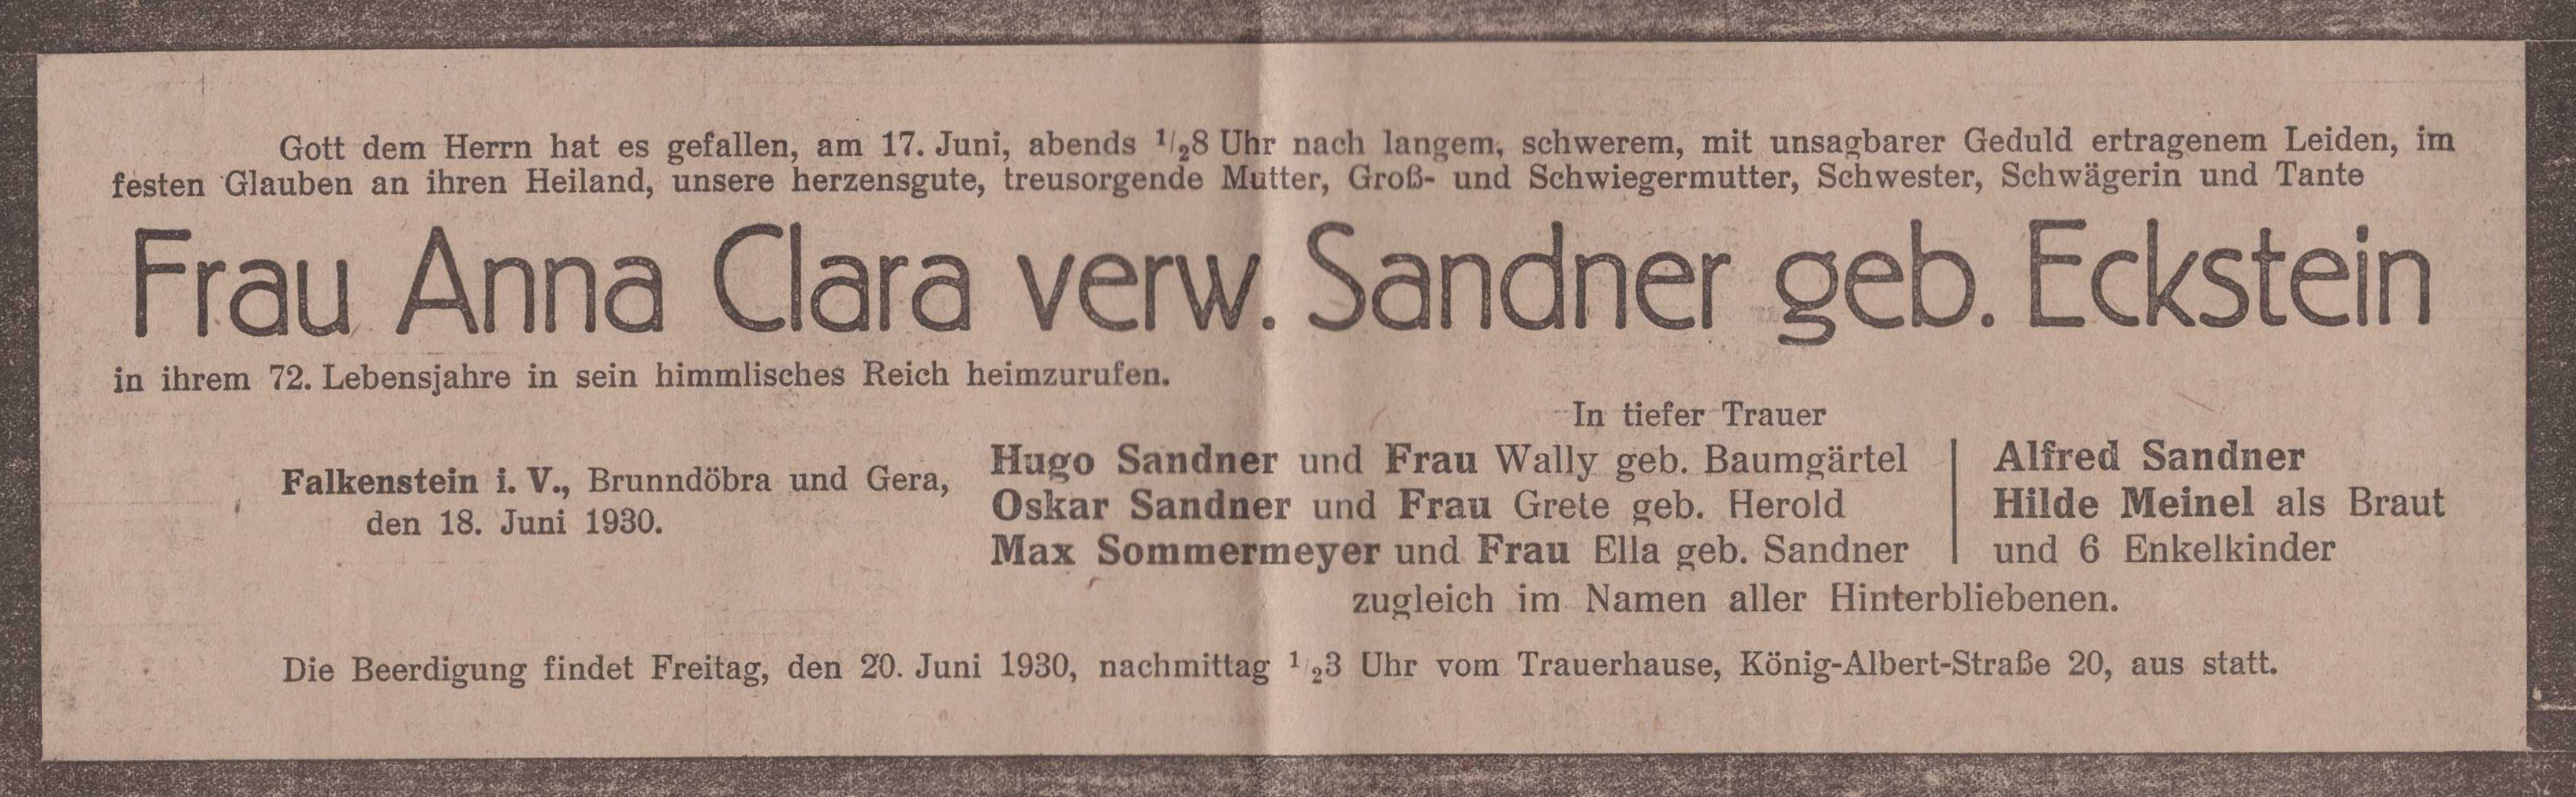 Gott dem Herrn hat es gefallen, am 17. Juni, abends 1/28 Uhr nach langem, schwerem, mit unsagbarer Geduld ertragenem Leiden, im
festen Glauben an ihren Heiland, unsere herzensgute, treusorgende Mutter, Groß- und Schwiegermutter, Schwester, Schwägerin und Tante
Frau Anna Clara verw. Sandner geb. Eckstein
in ihrem 72. Lebensjahre in sein himmlisches Reich heimzurufen.
In tiefer Trauer
Falkenstein i. V., Brunndöbra und Gera,
den 18. Juni 1930.
Hugo Sandner und Frau Wally geb. Baumgärtel
Oskar Sandner und Frau Grete geb. Herold
Max Sommermeyer und Frau Ella geb. Sandner
Alfred Sandner
Hilde Meinel als Braut
und 6 Enkelkinder
zugleich im Namen aller Hinterbliebenen.
Die Beerdigung findet Freitag, den 20. Juni 1930, nachmittag 1/23 Uhr vom Trauerhause, König-Albert-Straße 20, aus statt.